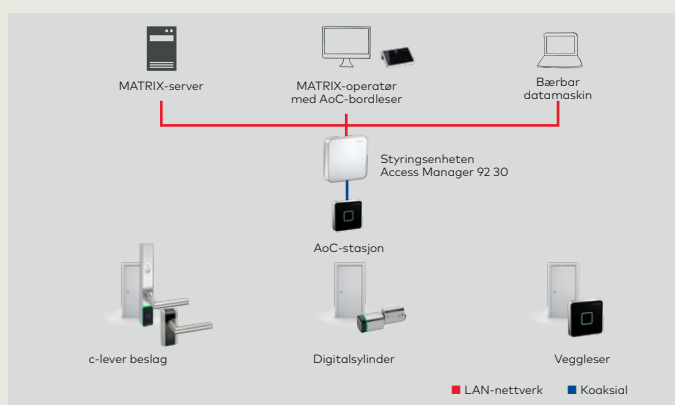 MATRIX-server
MATRIX-operatør
med AoC-bordleser
Bærbar
datamaskin
Styringsenheten
Access Manager 92 30
AoC-stasjon
c-lever beslag
Digitalsylinder
Veggleser
LAN-nettverk
Koaksial